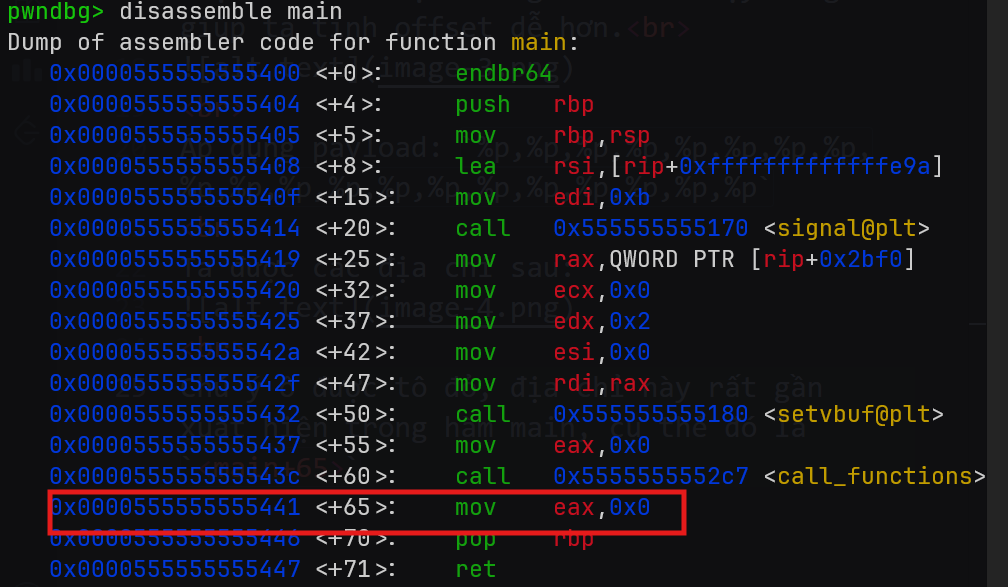 pwndbg> disassemble main
Dump of assembler code for function main:
0x0000555555555400 <+0>: endbr64
0x0000555555555404 <+4>: push rbp
0x0000555555555405 <+5>: mov rbp,rsp
0x0000555555555408 <+8>: lea rsi,[rip+0xfffffffffffffe9a]
0x000055555555540f <+15>: mov edi,0xb
0x0000555555555414 <+20>: call 0x555555555170 <signal@plt>
0x0000555555555419 <+25>: mov rax,QWORD PTR [rip+0x2bf0]
0x0000555555555420 <+32>: mov ecx,0x0
0x0000555555555425 <+37>: mov edx,0x2
0x000055555555542a <+42>: mov esi,0x0
0x000055555555542f <+47>: mov rdi,rax
0x0000555555555432 <+50>: call 0x555555555180 <setvbuf@plt>
0x0000555555555437 <+55>: mov eax,0x0
0x000055555555543c <+60>: call 0x5555555552c7 <call_functions>
0x0000555555555441 <+65>: mov eax,0x0
0x0000555555555446 <+70>: pop rbp
0x0000555555555447 <+71>: ret